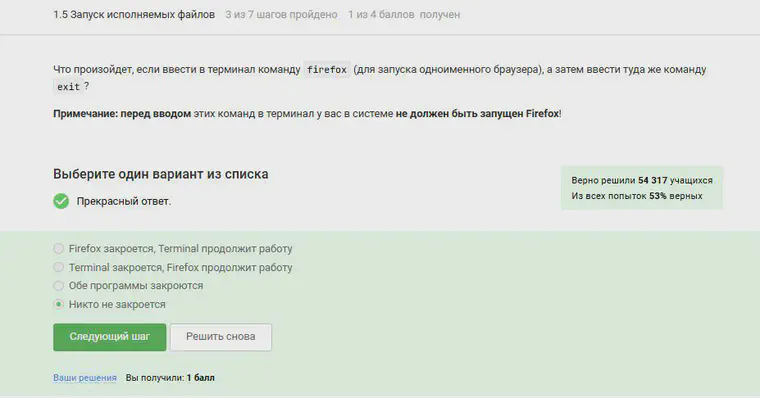 1.5 Запуск исполняемых файлов 3 из 7 шагов пройдено 1 из 4 баллов получен
Что произойдет, если ввести в терминал команду firefox (для запуска одноименного браузера), а затем ввести туда же команду
exit ?
Примечание: перед вводом этих команд в терминал у вас в системе не должен быть запущен Firefox!
Выберите один вариант из списка
Прекрасный ответ.
Верно решили 54 317 учащихся
Из всех попыток 53% верных
Firefox закроется, Terminal продолжит работу
Terminal закроется, Firefox продолжит работу
Обе программы закроются
Никто не закроется
Следующий шаг Решить снова
Ваши решения Вы получили: 1 балл